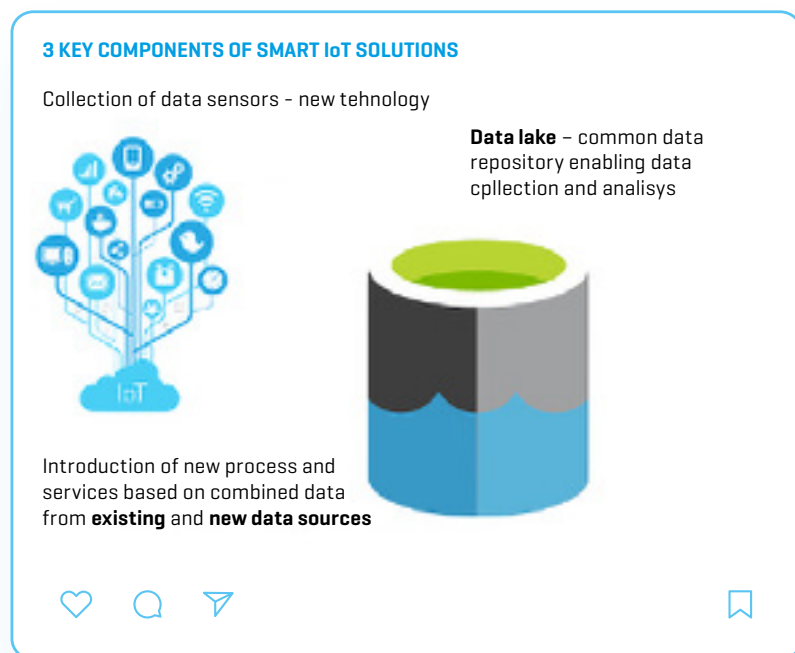 3 KEY COMPONENTS OF SMART IoT SOLUTIONS
Collection of data sensors - new tehnology
Data lake – common data
repository enabling data
cpllection and analisys
IoT
Introduction of new process and
services based on combined data
from existing and new data sources